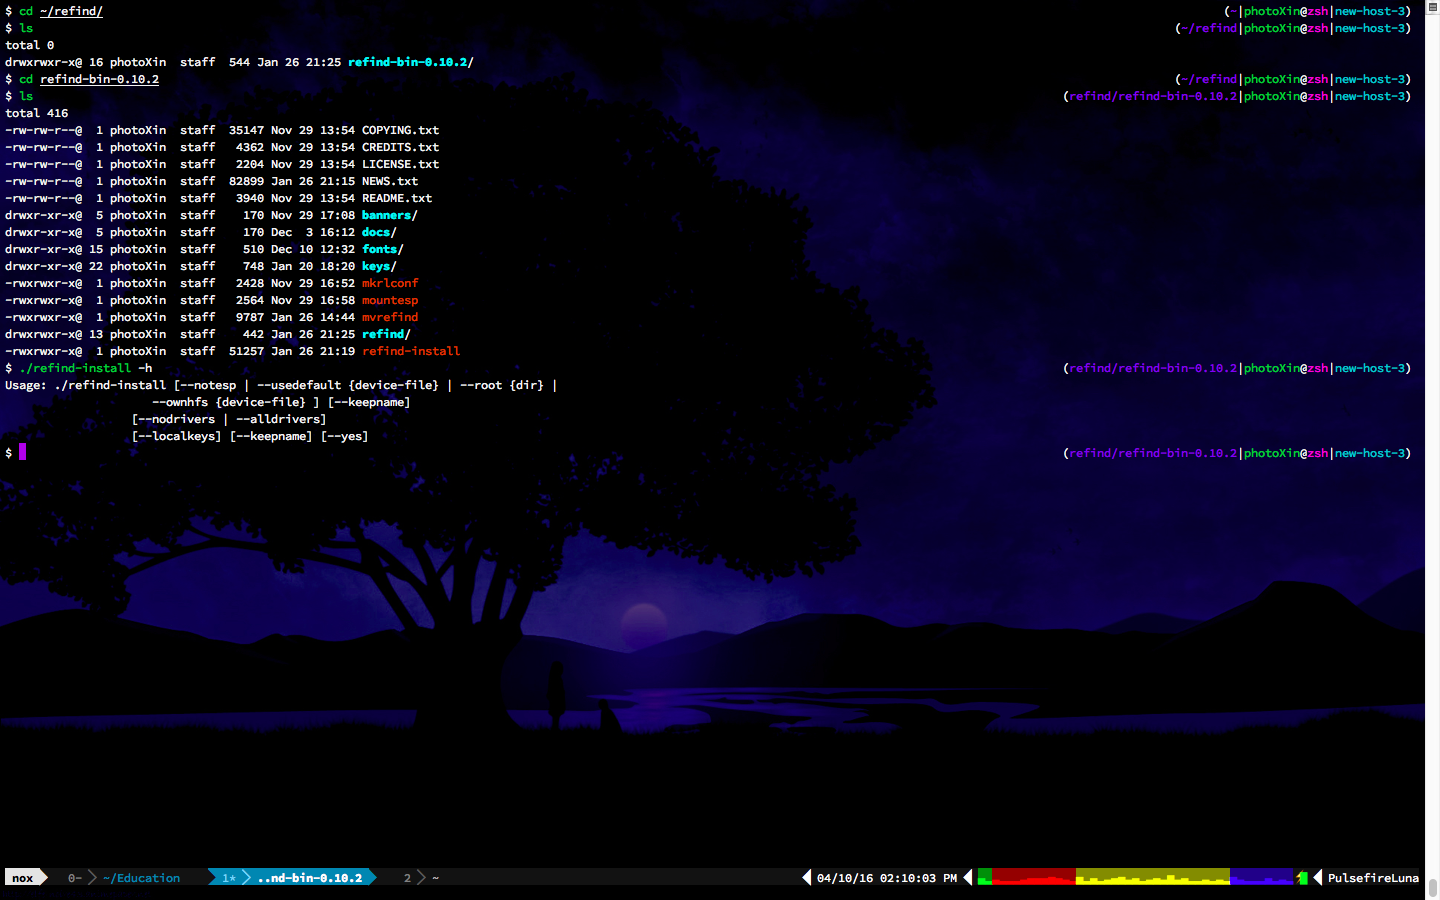 $ cd ~/refind/ (~|photoXin@zsh|new-host-3)
$ ls (~/refind|photoXin@zsh|new-host-3)
total 0
drwxrwxr-x@ 16 photoXin  staff  544 Jan 26 21:25 refind-bin-0.10.2/
$ cd refind-bin-0.10.2 (~/refind|photoXin@zsh|new-host-3)
$ ls (refind/refind-bin-0.10.2|photoXin@zsh|new-host-3)
total 416
-rw-rw-r--@  1 photoXin  staff  35147 Nov 29 13:54 COPYING.txt
-rw-rw-r--@  1 photoXin  staff   4362 Nov 29 13:54 CREDITS.txt
-rw-rw-r--@  1 photoXin  staff   2204 Nov 29 13:54 LICENSE.txt
-rw-rw-r--@  1 photoXin  staff  82899 Jan 26 21:15 NEWS.txt
-rw-rw-r--@  1 photoXin  staff   3940 Nov 29 13:54 README.txt
drwxr-xr-x@  5 photoXin  staff    170 Nov 29 17:08 banners/
drwxr-xr-x@  5 photoXin  staff    170 Dec  3 16:12 docs/
drwxr-xr-x@ 15 photoXin  staff    510 Dec 10 12:32 fonts/
drwxr-xr-x@ 22 photoXin  staff    748 Jan 20 18:20 keys/
-rwxrwxr-x@  1 photoXin  staff   2428 Nov 29 16:52 mkrlconf
-rwxrwxr-x@  1 photoXin  staff   2564 Nov 29 16:58 mountesp
-rwxrwxr-x@  1 photoXin  staff   9787 Jan 26 14:44 mvrefind
drwxrwxr-x@ 13 photoXin  staff    442 Jan 26 21:25 refind/
-rwxrwxr-x@  1 photoXin  staff  51257 Jan 26 21:19 refind-install
$ ./refind-install -h (refind/refind-bin-0.10.2|photoXin@zsh|new-host-3)
Usage: ./refind-install [--notesp | --usedefault {device-file} | --root {dir} |
                     --ownhfs {device-file} ] [--keepname]
                  [--nodrivers | --alldrivers]
                  [--localkeys] [--keepname] [--yes]
$ (refind/refind-bin-0.10.2|photoXin@zsh|new-host-3)
nox 0- ~/Education 1* ..nd-bin-0.10.2 2 ~ 04/10/16 02:10:03 PM PulsefireLuna